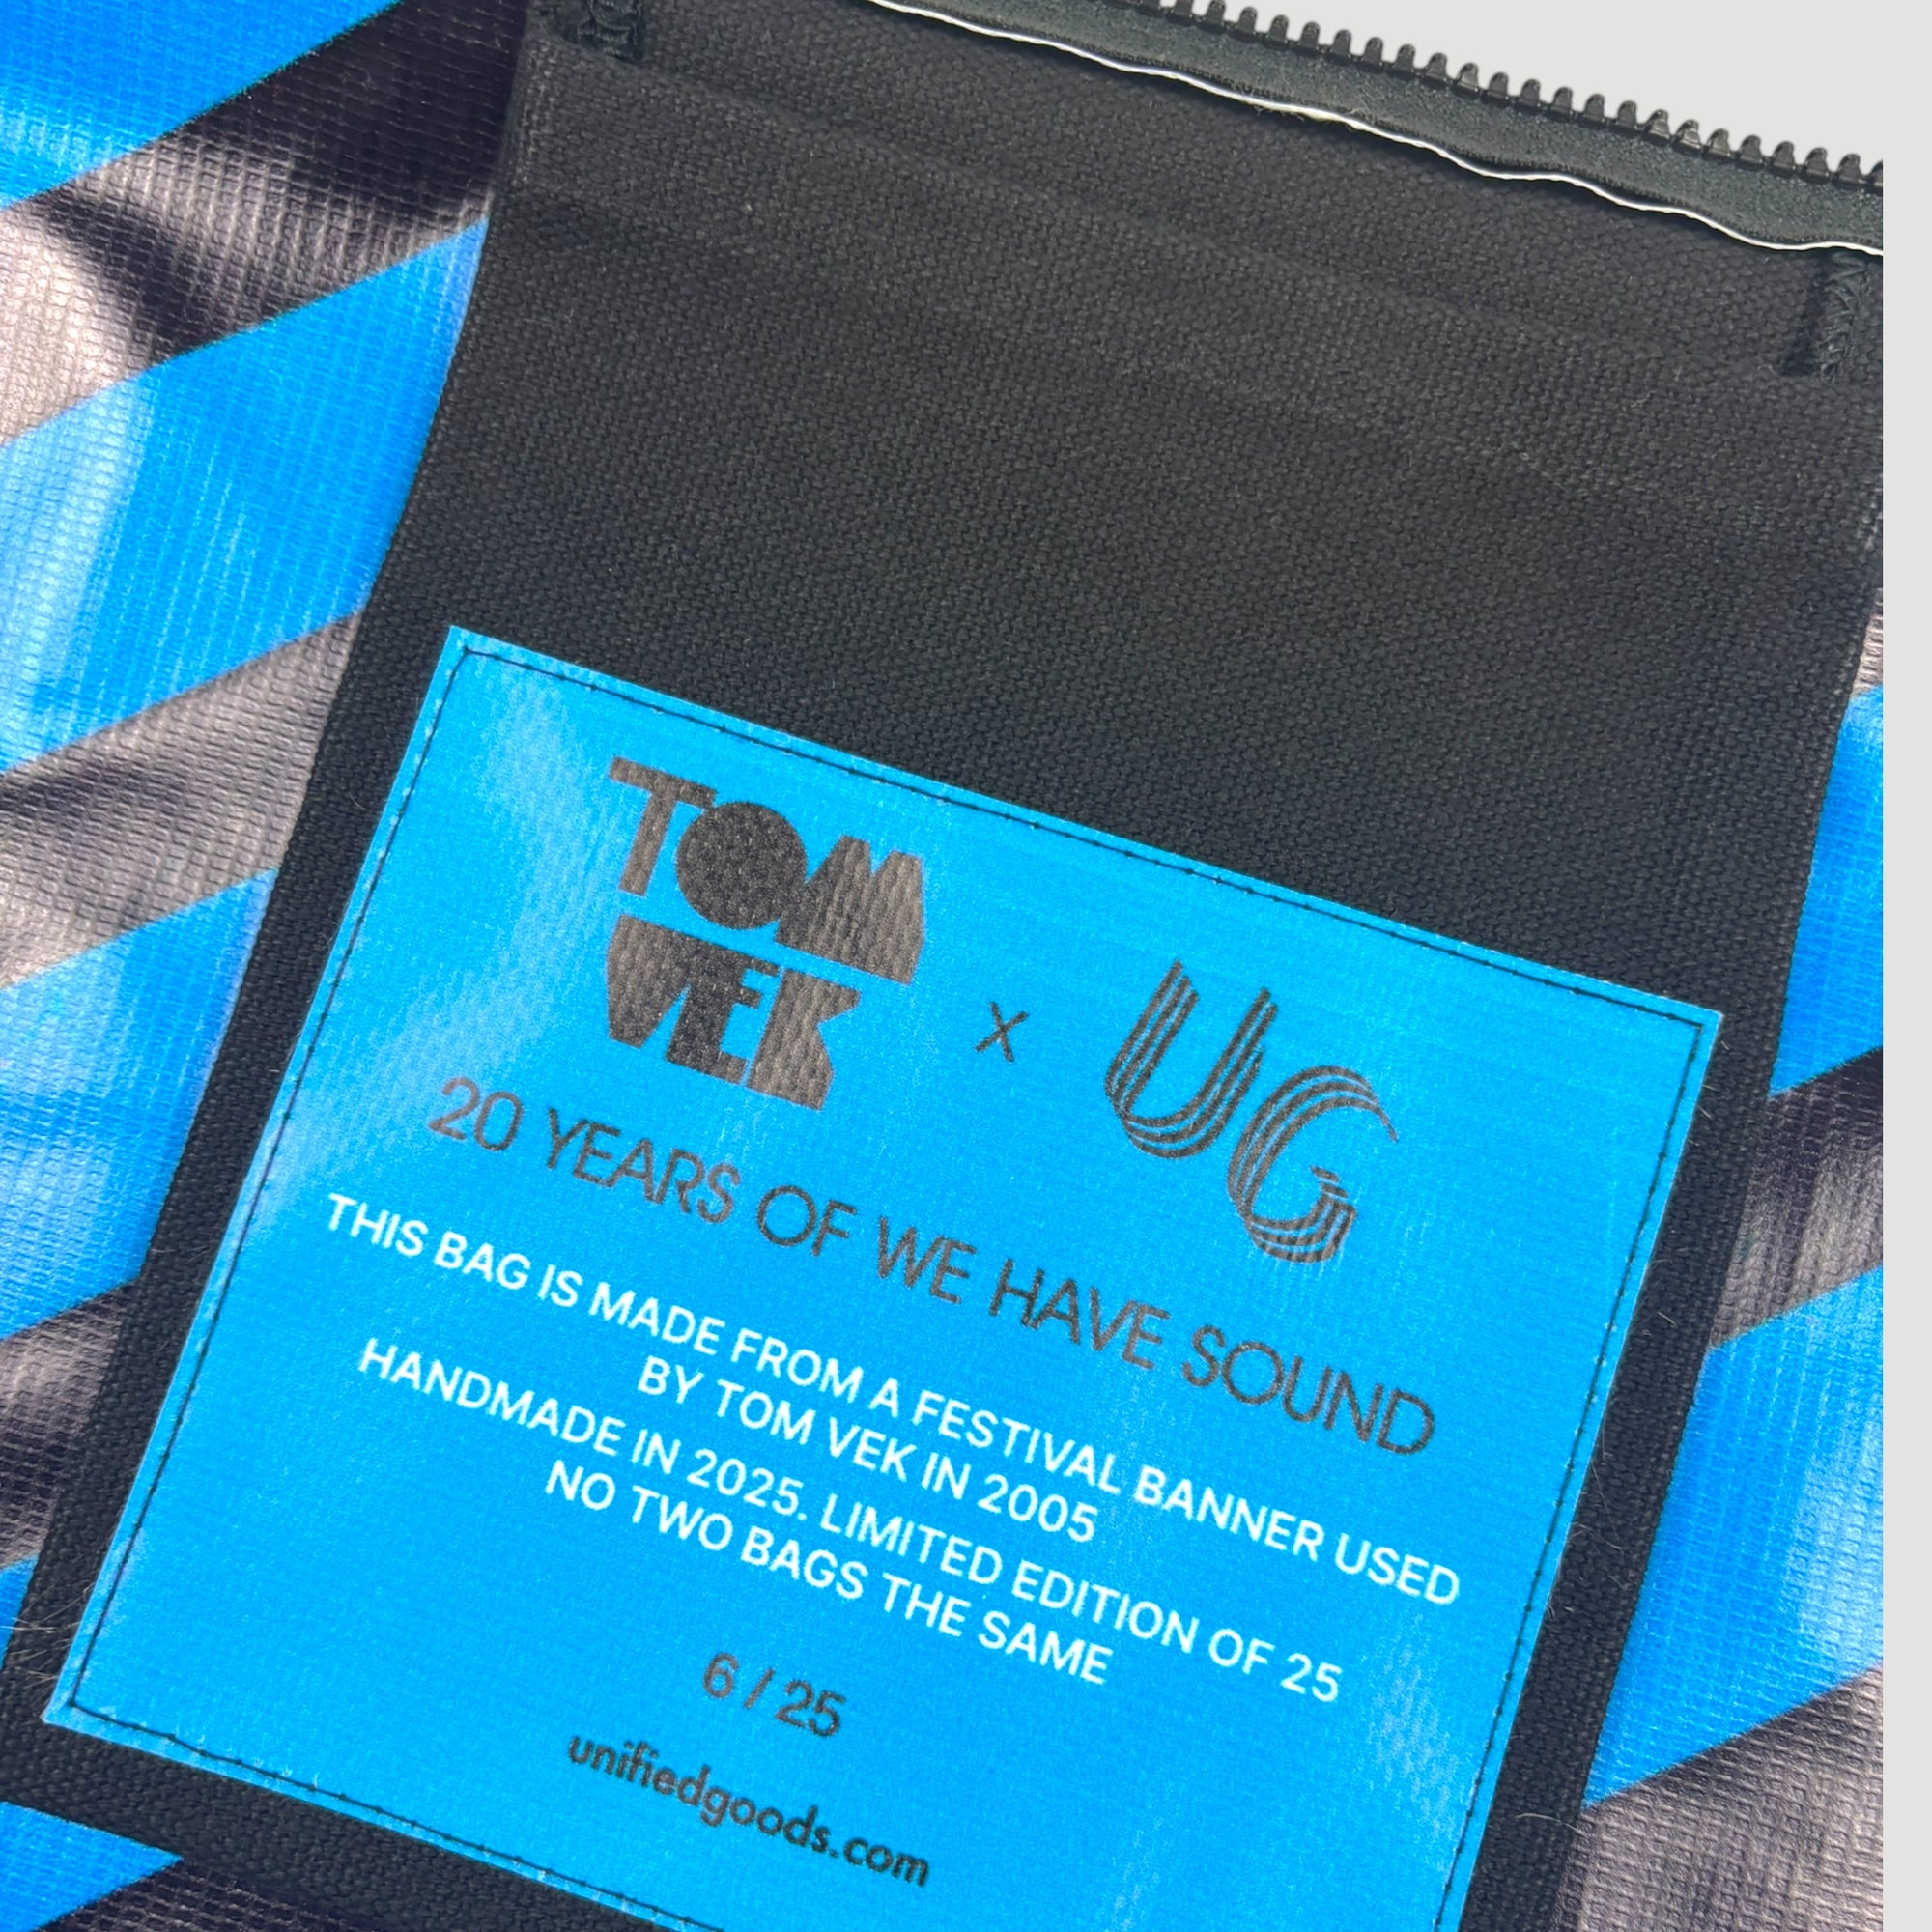 TOM
VEK
x
UG
20 YEARS OF WE HAVE SOUND
THIS BAG IS MADE FROM A FESTIVAL BANNER USED
BY TOM VEK IN 2005
HANDMADE IN 2025. LIMITED EDITION OF 25
NO TWO BAGS THE SAME
6 / 25
unifiedgoods.com